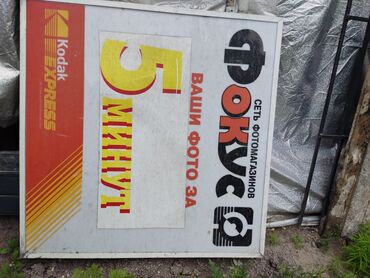 ФОКУС
СЕТЬ ФОТОМАГАЗИНОВ
ВАШИ ФОТО ЗА
5
МИНУТ
Kodak
EXPRESS